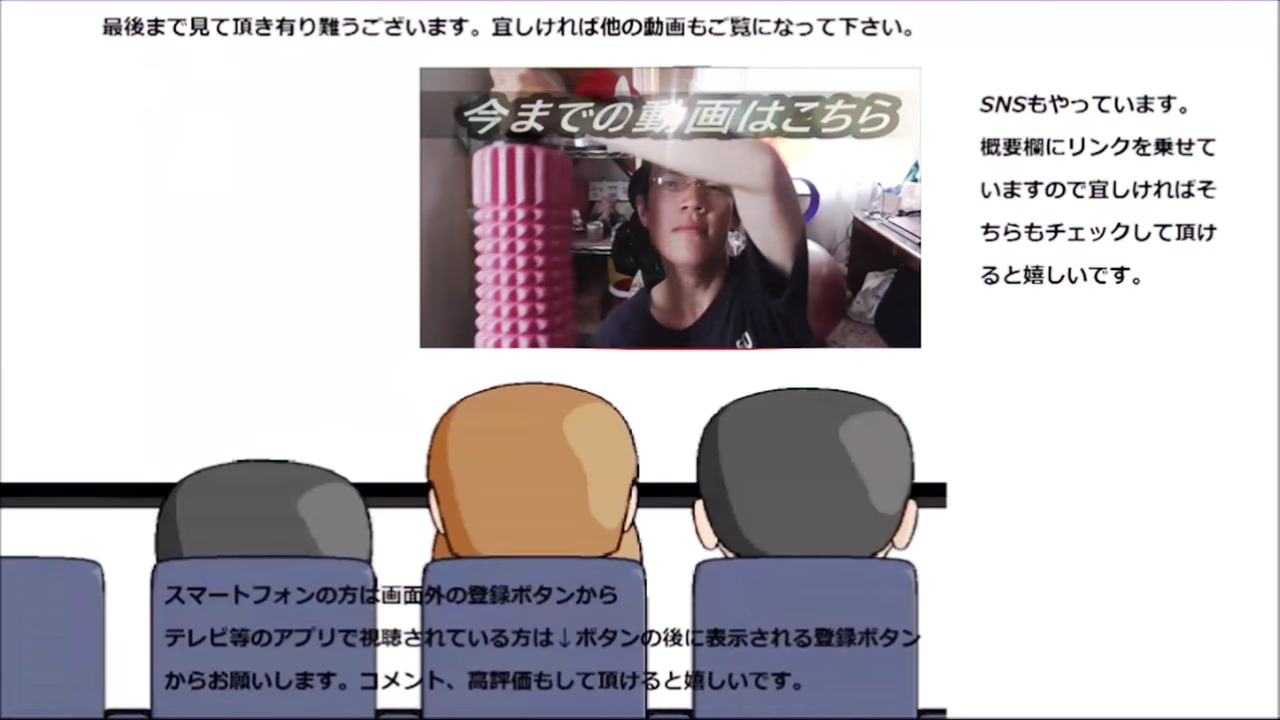 最後まで見て頂き有り難うございます。宜しければ他の動画もご覧になって下さい。
今までの動画はこちら
SNSもやっています。
概要欄にリンクを乗せて
いますので宜しければそ
ちらもチェックして頂け
ると嬉しいです。
スマートフォンの方は画面外の登録ボタンから
テレビ等のアプリで視聴されている方は↓ボタンの後に表示される登録ボタン
からお願いします。コメント、高評価もして頂けると嬉しいです。